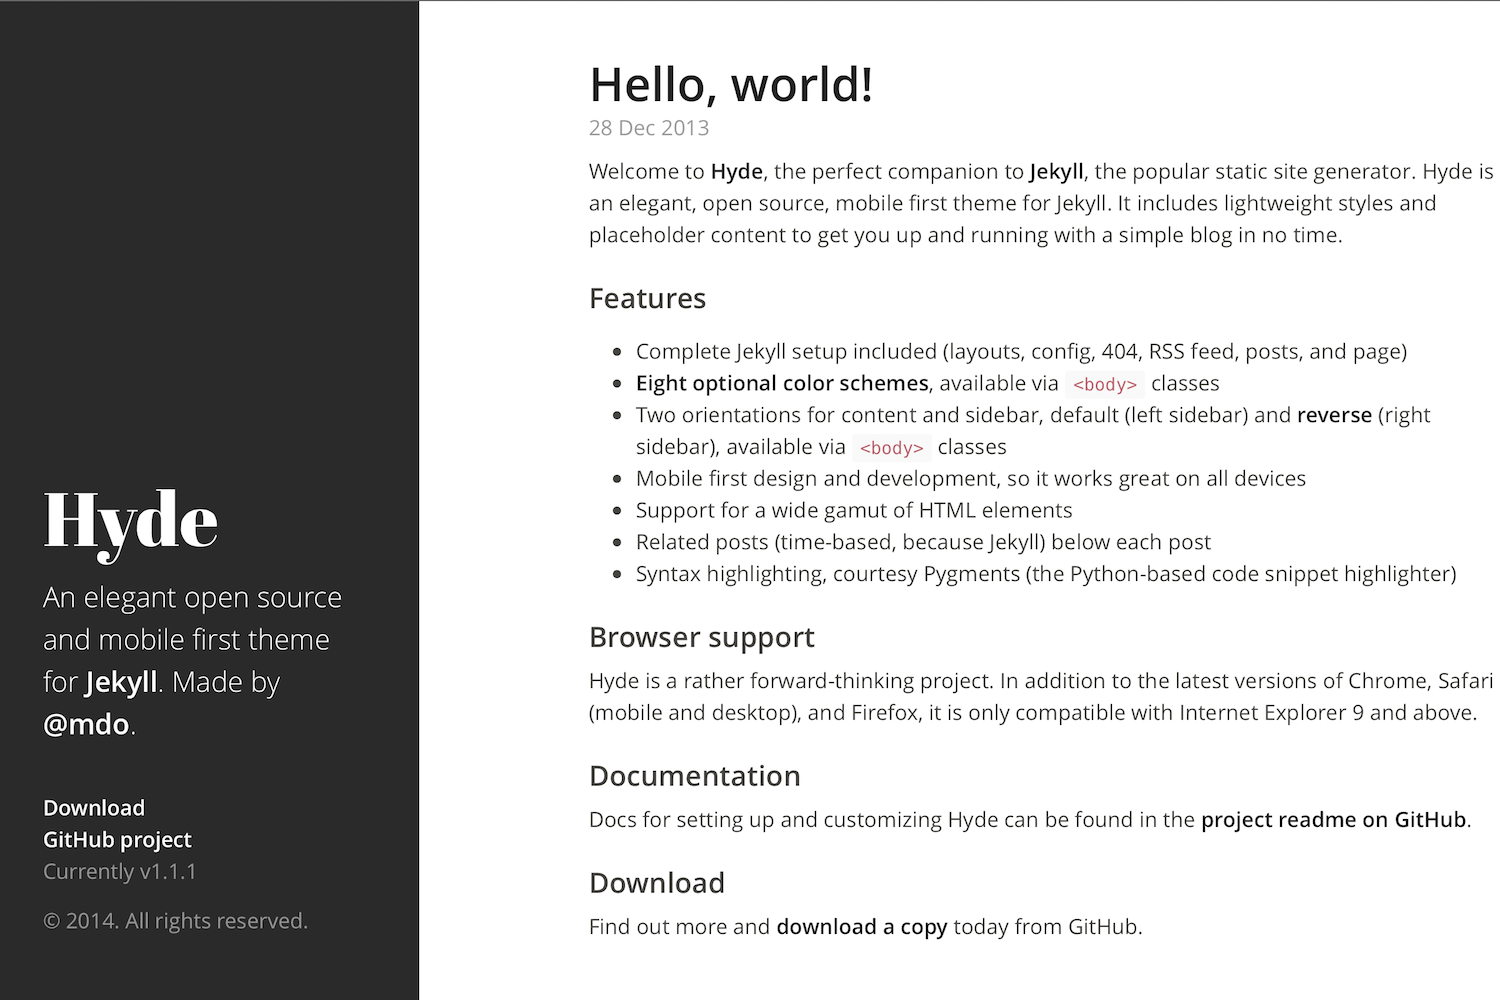 Hyde
An elegant open source
and mobile first theme
for Jekyll. Made by
@mdo.
Download
GitHub project
Currently v1.1.1
© 2014. All rights reserved.
Hello, world!
28 Dec 2013
Welcome to Hyde, the perfect companion to Jekyll, the popular static site generator. Hyde is
an elegant, open source, mobile first theme for Jekyll. It includes lightweight styles and
placeholder content to get you up and running with a simple blog in no time.
Features
• Complete Jekyll setup included (layouts, config, 404, RSS feed, posts, and page)
• Eight optional color schemes, available via <body> classes
• Two orientations for content and sidebar, default (left sidebar) and reverse (right
sidebar), available via <body> classes
• Mobile first design and development, so it works great on all devices
• Support for a wide gamut of HTML elements
• Related posts (time-based, because Jekyll) below each post
• Syntax highlighting, courtesy Pygments (the Python-based code snippet highlighter)
Browser support
Hyde is a rather forward-thinking project. In addition to the latest versions of Chrome, Safari
(mobile and desktop), and Firefox, it is only compatible with Internet Explorer 9 and above.
Documentation
Docs for setting up and customizing Hyde can be found in the project readme on GitHub.
Download
Find out more and download a copy today from GitHub.